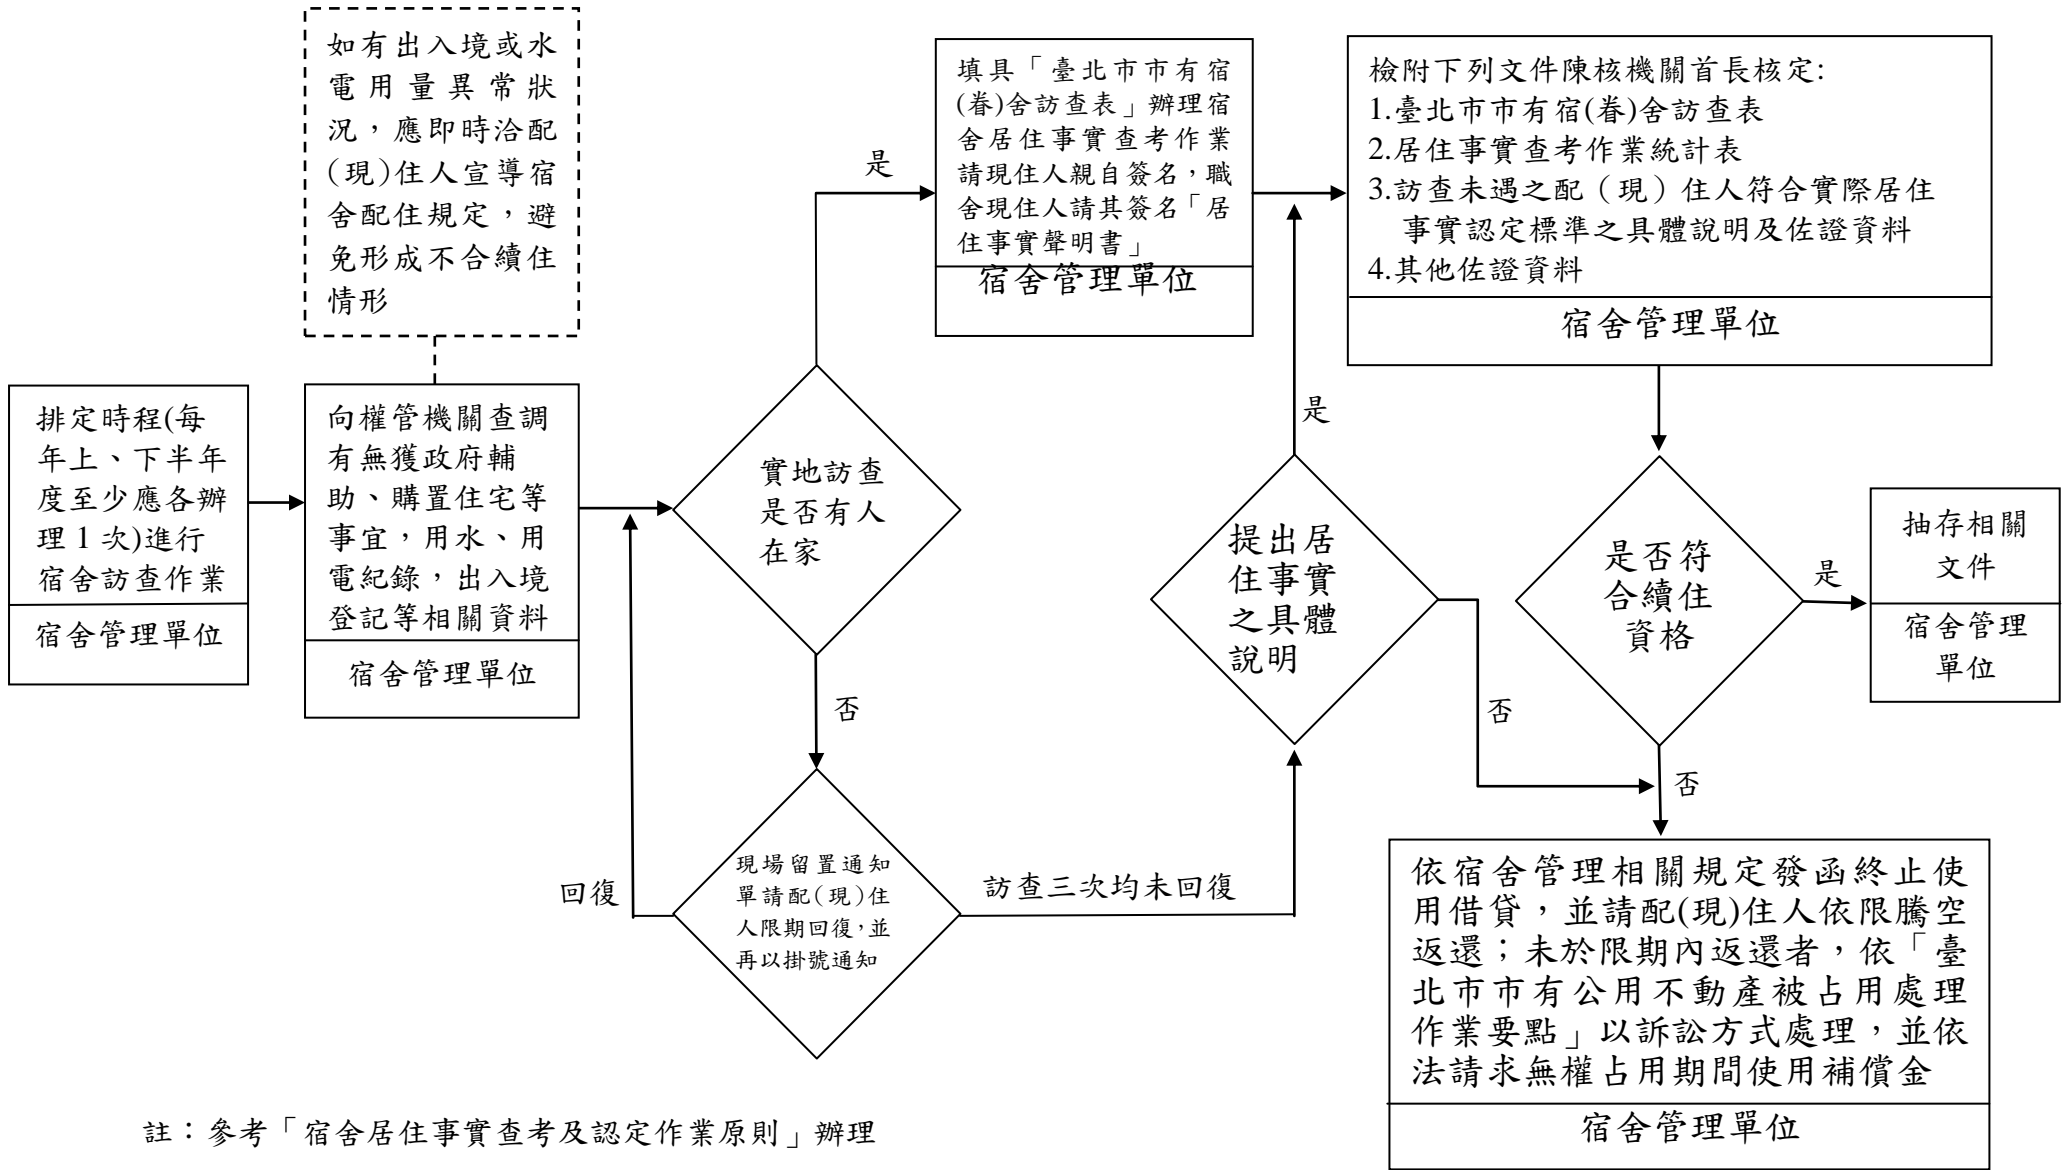 如有出入境或水
電用量異常狀
況，應即時洽配
(現)住人宣導宿
舍配住規定，避
免形成不合續住
情形
排定時程(每
年上、下半年
度至少應各辦
理 1 次)進行
宿舍訪查作業
宿舍管理單位
向權管機關查調
有無獲政府輔
助、購置住宅等
事宜，用水、用
電紀錄，出入境
登記等相關資料
宿舍管理單位
實地訪查
是否有人
在家
是
否
現場留置通知
單請配(現)住
人限期回復，並
再以掛號通知
回復
訪查三次均未回復
填具「臺北市市有宿
(眷)舍訪查表」辦理宿
舍居住事實查考作業
請現住人親自簽名，職
舍現住人請其簽名「居
住事實聲明書」
宿舍管理單位
提出居
住事實
之具體
說明
是
否
檢附下列文件陳核機關首長核定:
1.臺北市市有宿(眷)舍訪查表
2.居住事實查考作業統計表
3.訪查未遇之配（現）住人符合實際居住
事實認定標準之具體說明及佐證資料
4.其他佐證資料
宿舍管理單位
是否符
合續住
資格
是
否
抽存相關
文件
宿舍管理
單位
依宿舍管理相關規定發函終止使
用借貸，並請配(現)住人依限騰空
返還；未於限期內返還者，依「臺
北市市有公用不動產被占用處理
作業要點」以訴訟方式處理，並依
法請求無權占用期間使用補償金
宿舍管理單位
註：參考「宿舍居住事實查考及認定作業原則」辦理